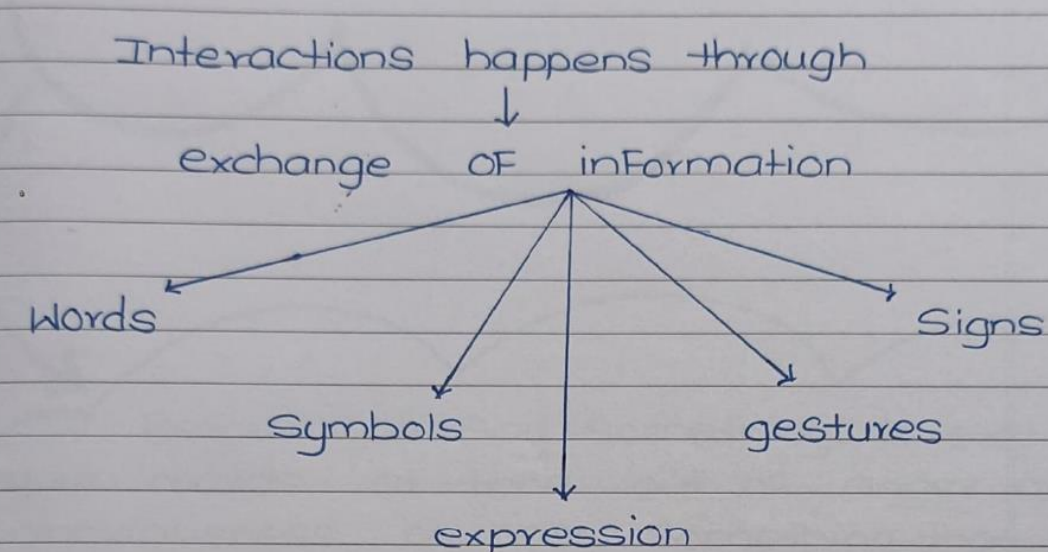 Interactions happens through
↓
exchange OF inFormation
Words
Signs
Symbols
gestures
expression